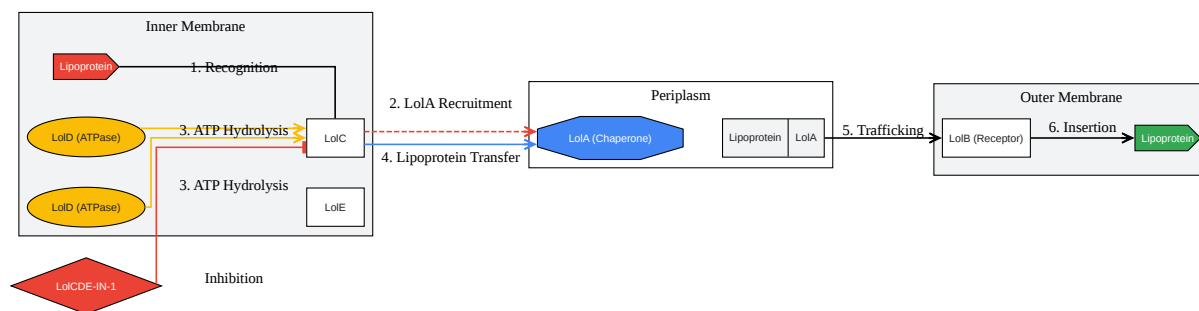 Inner Membrane
Lipoprotein
1. Recognition
LolD (ATPase)
3. ATP Hydrolysis
LolC
3. ATP Hydrolysis
LolD (ATPase)
LolE
LolCDE-IN-1
Inhibition
2. LolA Recruitment
4. Lipoprotein Transfer
Periplasm
LolA (Chaperone)
Lipoprotein
LolA
5. Trafficking
Outer Membrane
LolB (Receptor)
6. Insertion
Lipoprotein